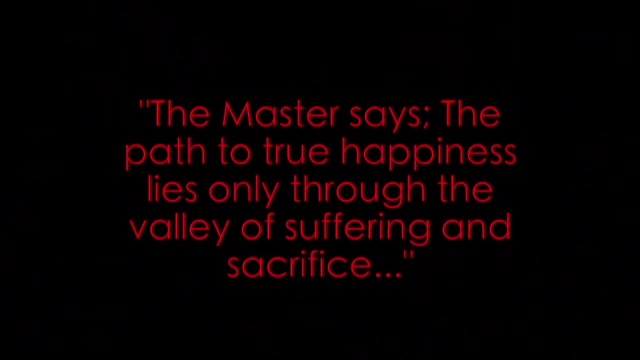 "The Master says; The
path to true happiness
lies only through the
valley of suffering and
sacrifice..."